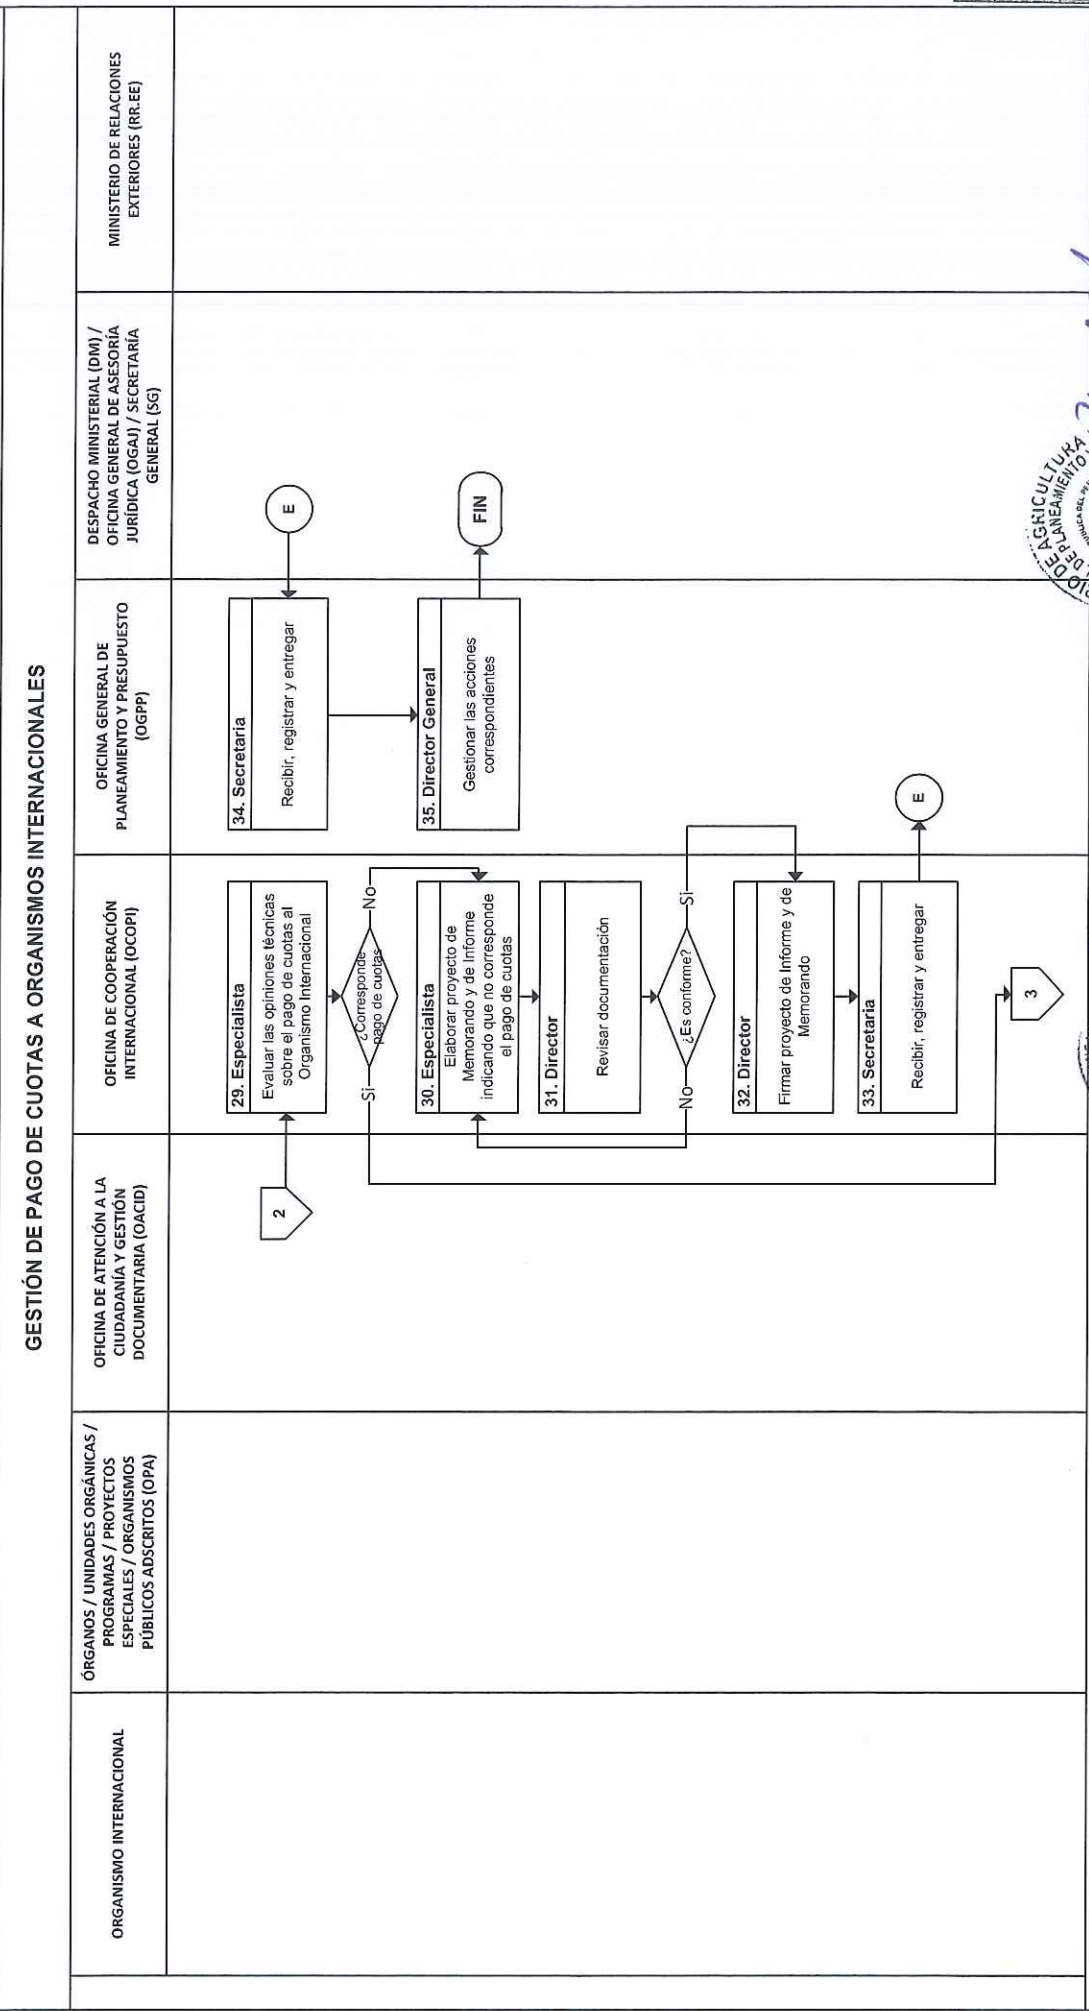 GESTIÓN DE PAGO DE CUOTAS A ORGANISMOS INTERNACIONALES
ORGANISMO INTERNACIONAL
ÓRGANOS / UNIDADES ORGÁNICAS /
PROGRAMAS / PROYECTOS
ESPECIALES / ORGANISMOS
PÚBLICOS ADSCRITOS (OPA)
OFICINA DE ATENCIÓN A LA
CIUDADANÍA Y GESTIÓN
DOCUMENTARIA (OACID)
OFICINA DE COOPERACIÓN
INTERNACIONAL (OCOPI)
OFICINA GENERAL DE
PLANEAMIENTO Y PRESUPUESTO
(OGPP)
DESPACHO MINISTERIAL (DM) /
OFICINA GENERAL DE ASESORÍA
JURÍDICA (OGAJ) / SECRETARÍA
GENERAL (SG)
MINISTERIO DE RELACIONES
EXTERIORES (RR.EE)
2
29. Especialista
Evaluar las opiniones técnicas
sobre el pago de cuotas al
Organismo Internacional
¿Corresponde
pago de cuotas
Si
No
30. Especialista
Elaborar proyecto de
Memorando y de Informe
indicando que no corresponde
el pago de cuotas
31. Director
Revisar documentación
¿Es conforme?
No
Si
32. Director
Firmar proyecto de Informe y de
Memorando
33. Secretaria
Recibir, registrar y entregar
E
3
34. Secretaria
Recibir, registrar y entregar
E
35. Director General
Gestionar las acciones
correspondientes
FIN
DE AGRICULTURA
DE PLANEAMIENTO